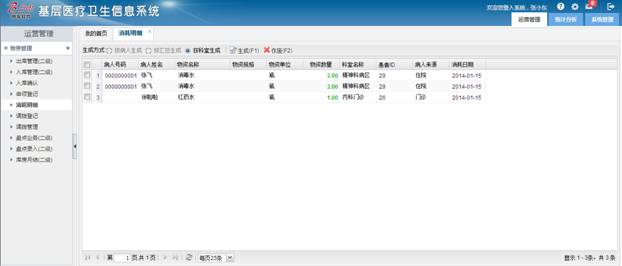 基层医疗卫生信息系统
欢迎您登入系统，张小东
运营管理 统计分析 系统管理
运营管理
我的首页 消耗明细
物资管理
生成方式： 按病人生成 按汇总生成 按科室生成 生成(F1) 作废(F2)
出库管理(二级)
入库管理(二级)
入库确认
申领登记
消耗明细
调拨登记
调拨管理
盘点业务(二级)
盘点录入(二级)
库房月结(二级)
病人号码 病人姓名 物资名称 物资规格 物资单位 物资数量 科室名称 患者ID 病人来源 消耗日期
1 0000000001 张飞 消毒水 瓶 2.00 精神科病区 29 住院 2014-01-15
2 0000000001 张飞 消毒水 瓶 2.00 精神科病区 29 住院 2014-01-15
3 红药水 瓶 1.00 内科门诊 26 门诊 2014-01-15
第 1 页,共 1 页 每页25条 显示 1 - 3条，共 3 条